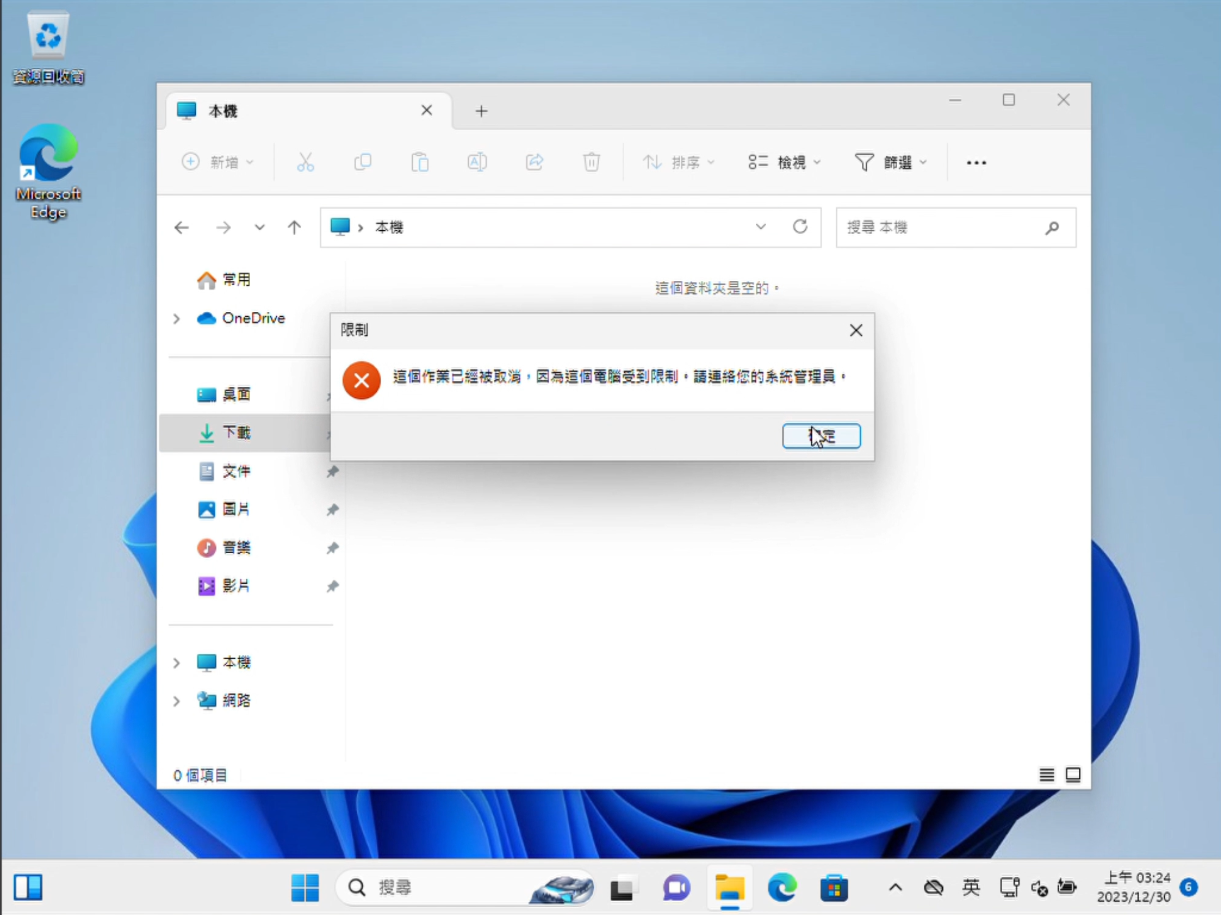 資源回收筒
Microsoft
Edge
本機
新增
排序
檢視
篩選
本機
搜尋 本機
常用
這個資料夾是空的。
OneDrive
限制
這個作業已經被取消，因為這個電腦受到限制。請連絡您的系統管理員。
桌面
下載
文件
圖片
音樂
影片
本機
網路
0 個項目
搜尋
英
上午 03:24
2023/12/30
6